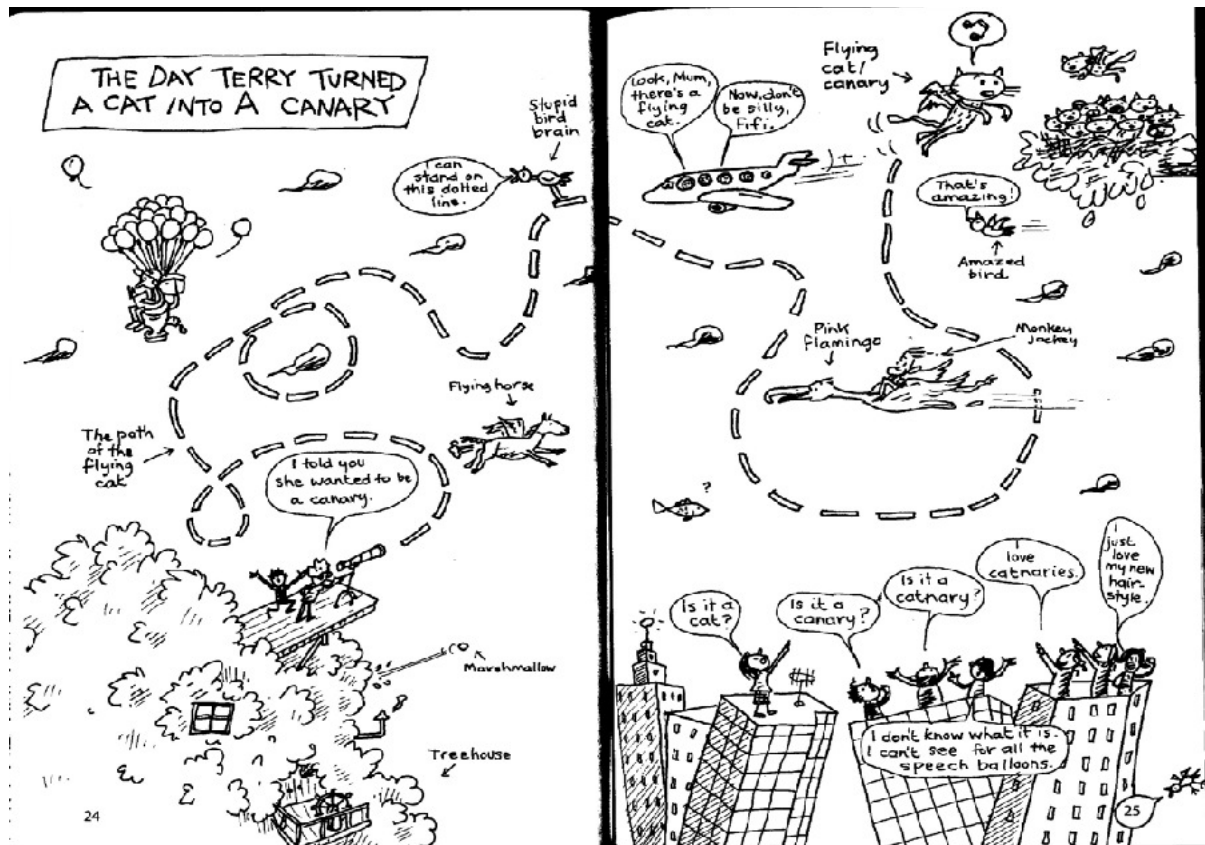 THE DAY TERRY TURNED
A CAT INTO A CANARY
Stupid
bird
brain
I can
stand on
this dotted
line.
Flying horse
The path
of the
flying
cat
I told you
she wanted to be
a canary.
Marshmallow
Treehouse
24
Look, Mum,
there's a
flying
cat.
Now, don't
be silly,
Fifi.
Flying
cat/
canary
That's
amazing!
Amazed
bird
Pink
flamingo
Monkey
jockey
?
Is it a
cat?
Is it a
canary?
Is it a
catnary?
I
love
catnaries.
I
just
love
my new
hair-
style.
I don't know what it is.
I can't see for all the
speech balloons.
25